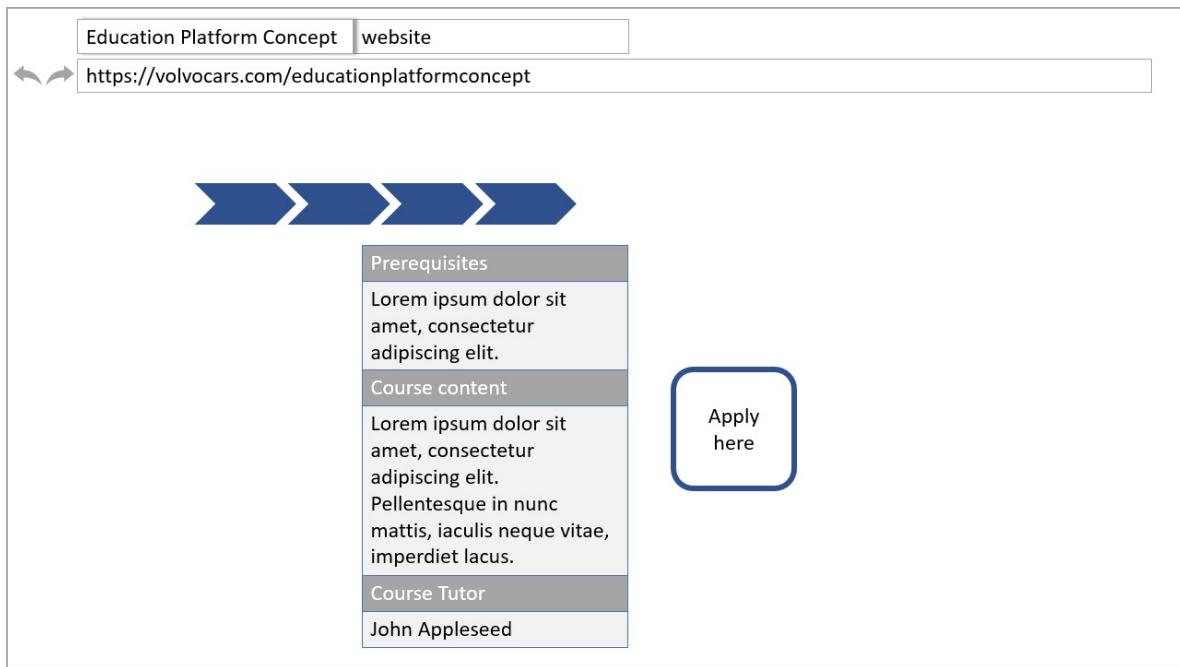 Education Platform Concept website
https://volvocars.com/educationplatformconcept
Prerequisites
Lorem ipsum dolor sit
amet, consectetur
adipiscing elit.
Course content
Lorem ipsum dolor sit
amet, consectetur
adipiscing elit.
Pellentesque in nunc
mattis, iaculis neque vitae,
imperdiet lacus.
Course Tutor
John Appleseed
Apply
here